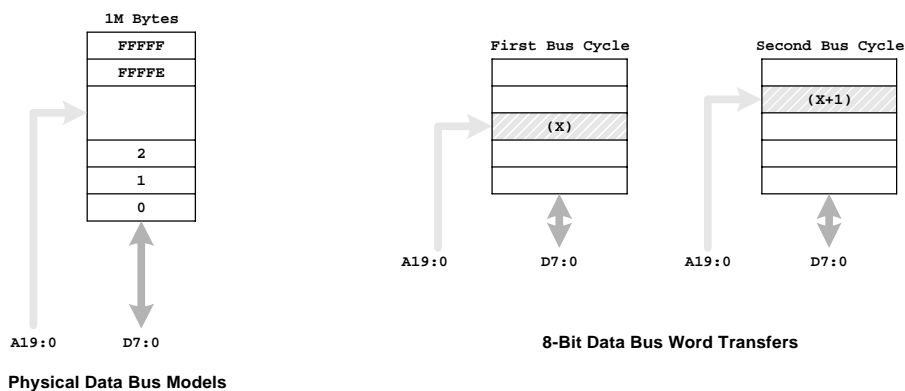 1M Bytes
FFFFF
FFFFE
2
1
0
A19:0 D7:0
Physical Data Bus Models
First Bus Cycle
(X)
A19:0 D7:0
Second Bus Cycle
(X+1)
A19:0 D7:0
8-Bit Data Bus Word Transfers